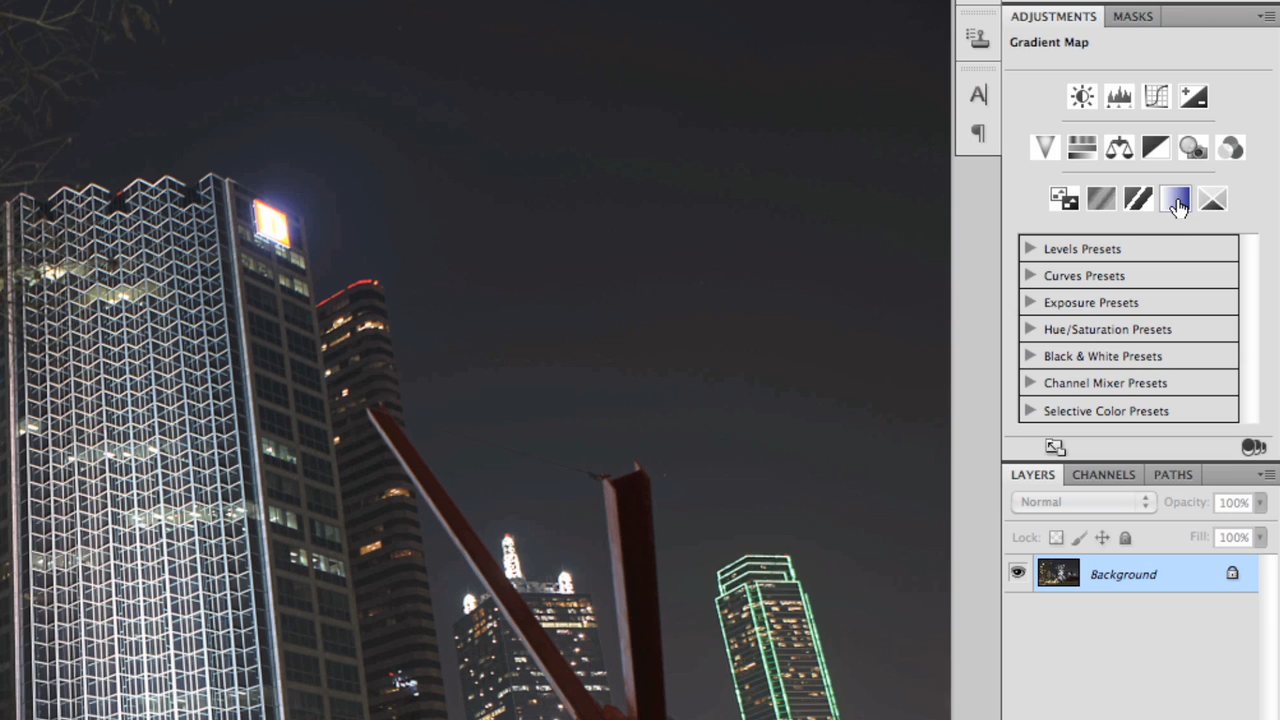 ADJUSTMENTS MASKS
Gradient Map
A
Levels Presets
Curves Presets
Exposure Presets
Hue/Saturation Presets
Black & White Presets
Channel Mixer Presets
Selective Color Presets
LAYERS CHANNELS PATHS
Normal Opacity: 100%
Lock: Fill: 100%
Background